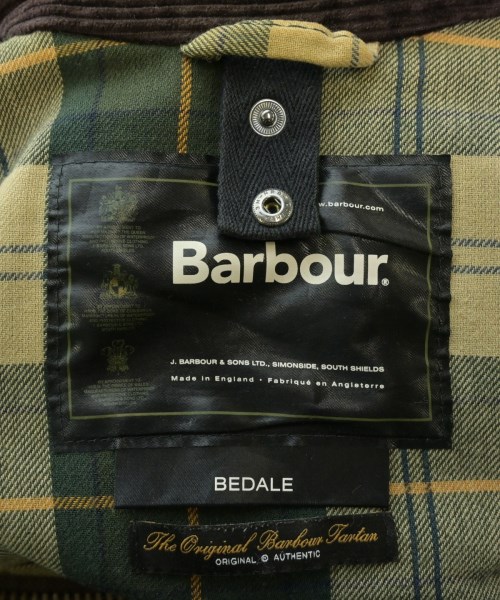 www.barbour.com
Barbour®
J. BARBOUR & SONS LTD., SIMONSIDE, SOUTH SHIELDS
Made in England · Fabriqué en Angleterre
BEDALE
The Original Barbour Tartan
ORIGINAL © AUTHENTIC